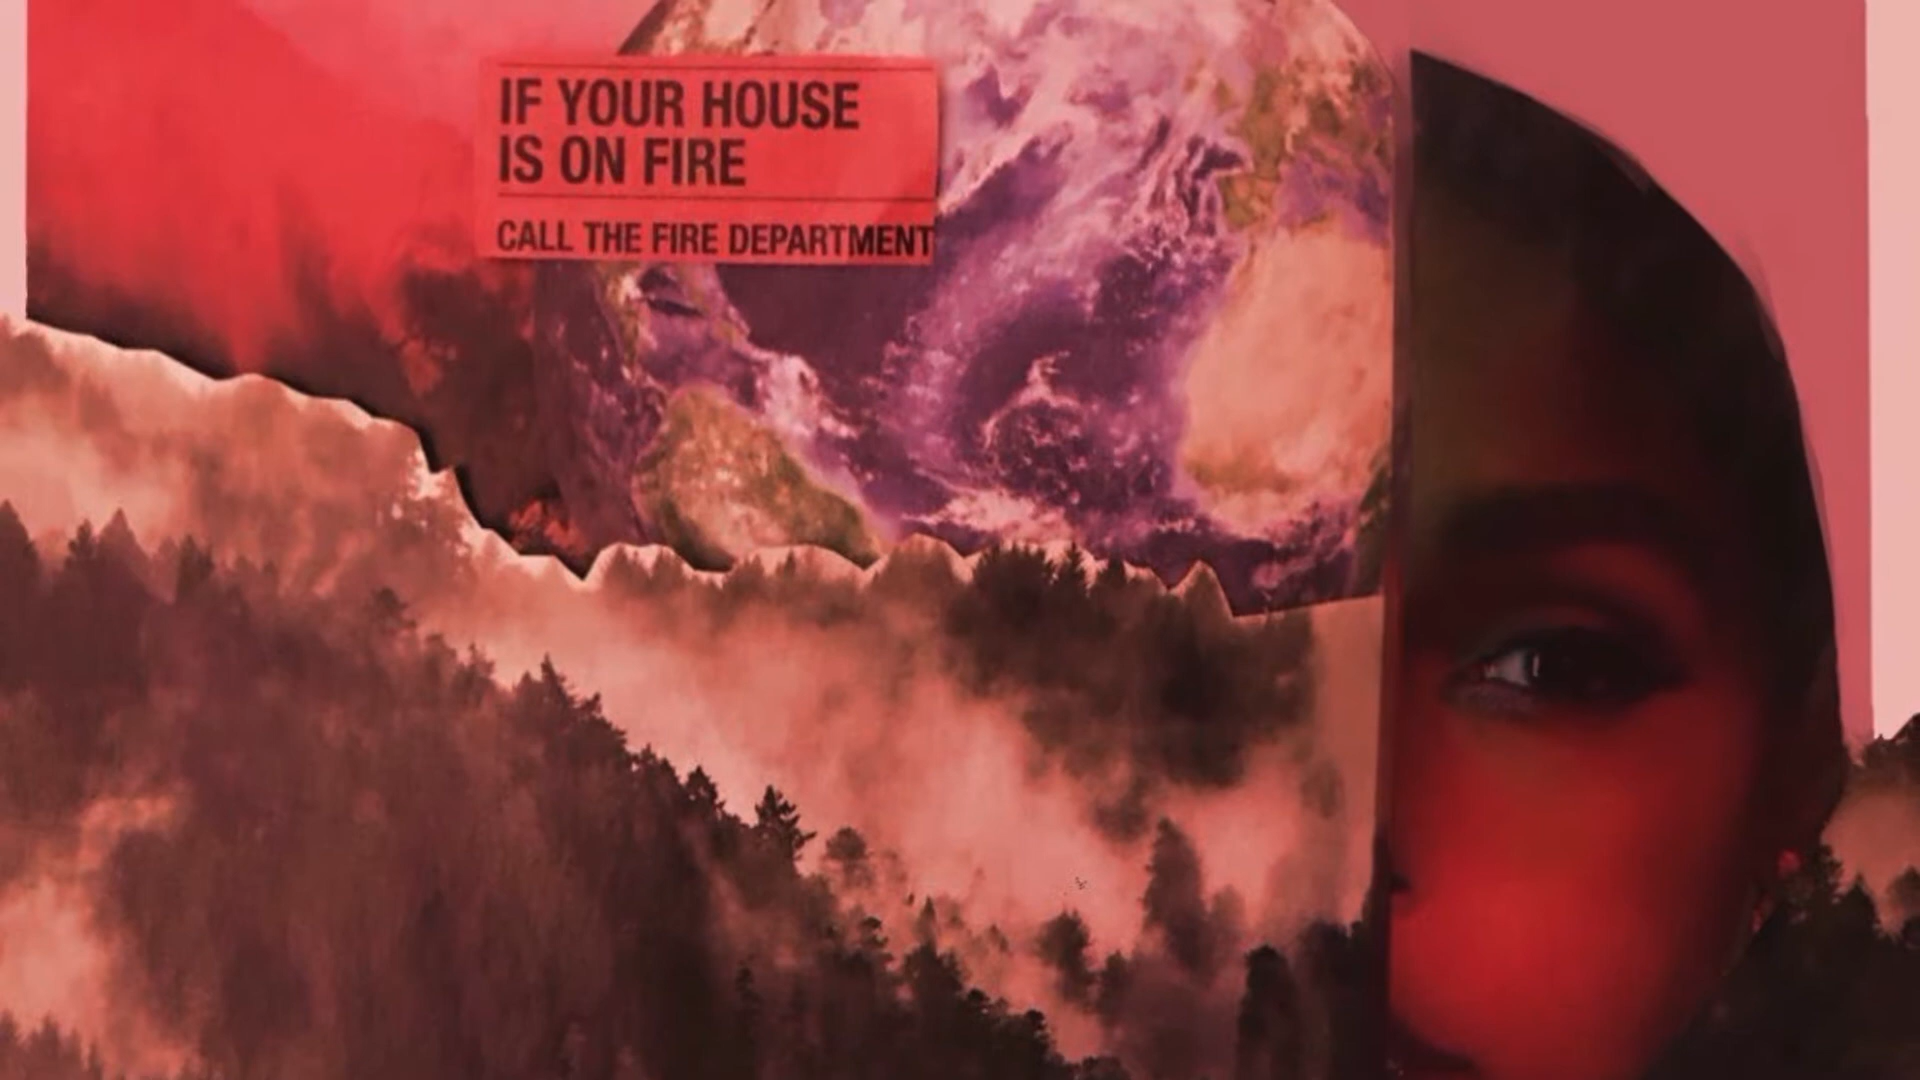 IF YOUR HOUSE
IS ON FIRE
CALL THE FIRE DEPARTMENT